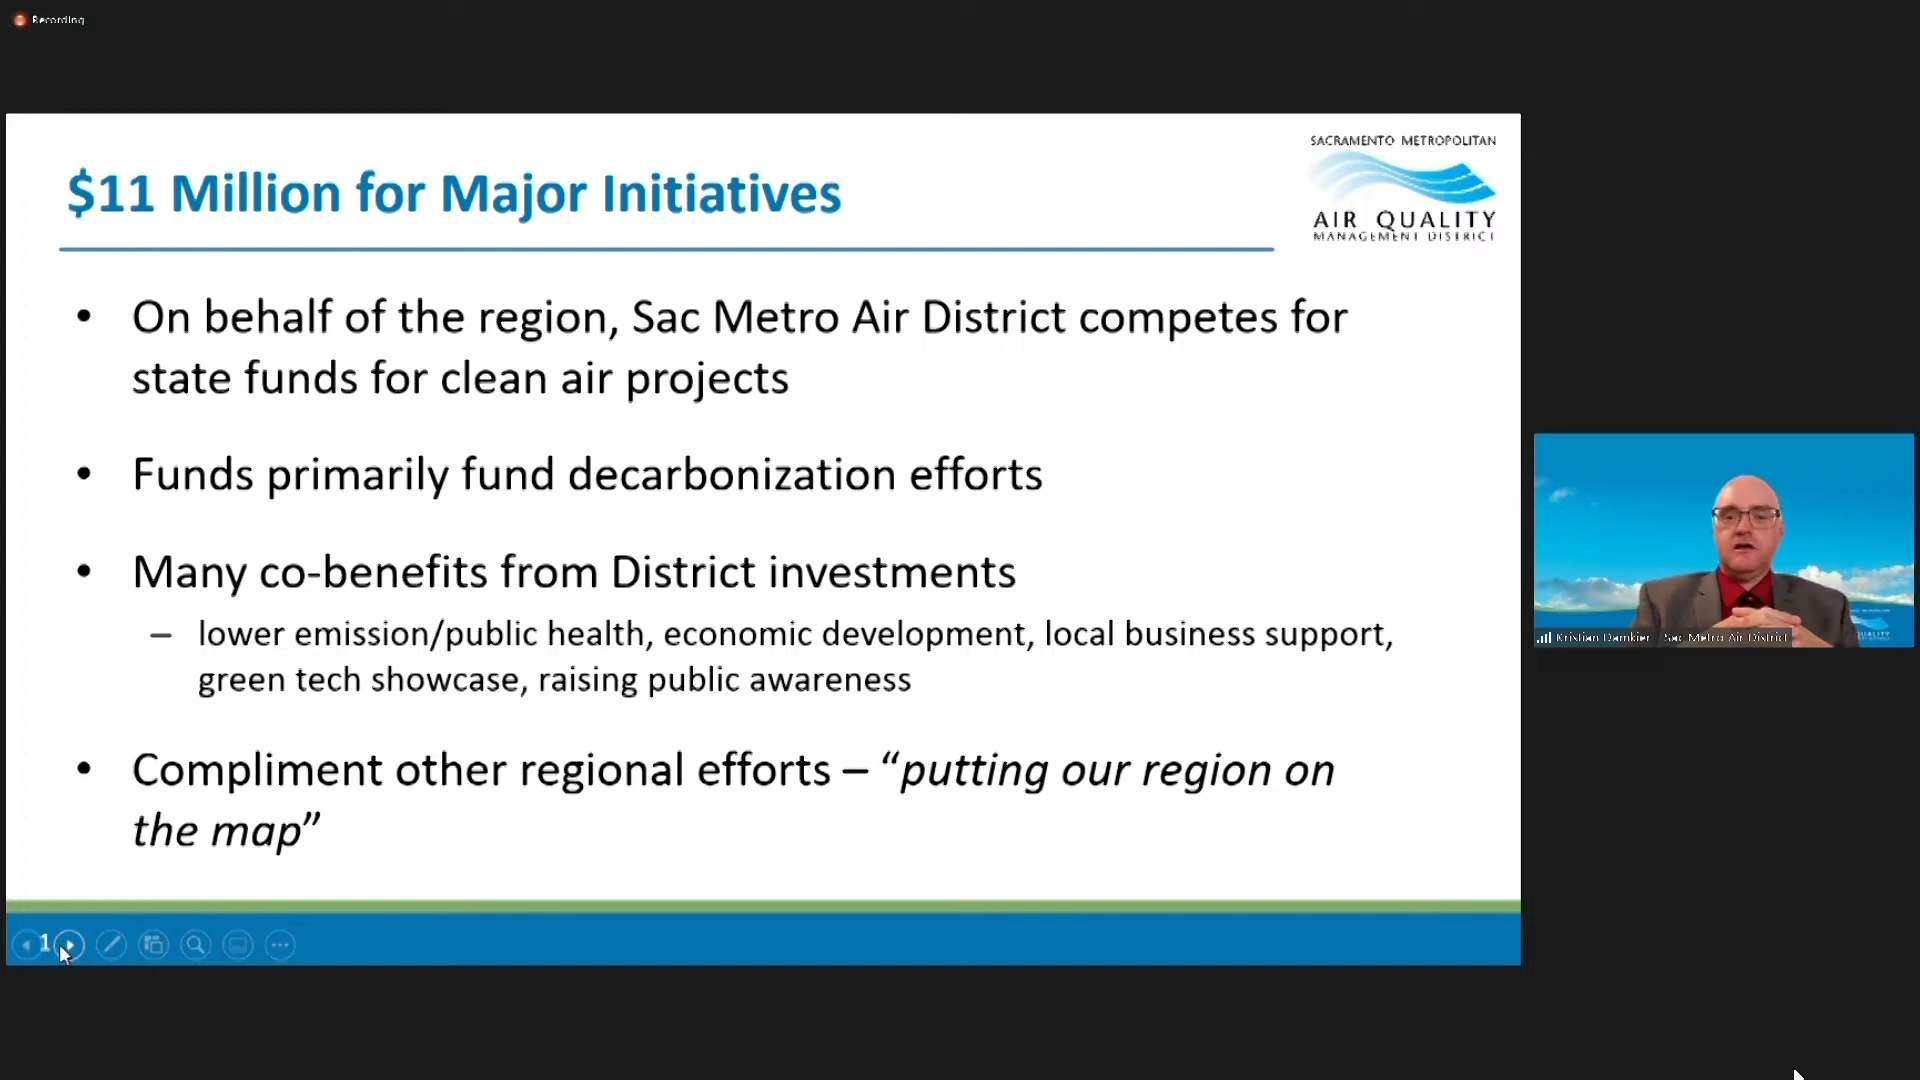 Recording
$11 Million for Major Initiatives
SACRAMENTO METROPOLITAN
AIR QUALITY
MANAGEMENT DISTRICT
• On behalf of the region, Sac Metro Air District competes for
state funds for clean air projects
• Funds primarily fund decarbonization efforts
• Many co-benefits from District investments
– lower emission/public health, economic development, local business support,
green tech showcase, raising public awareness
• Compliment other regional efforts – “putting our region on
the map”
1
Kristian Damkier - Sac Metro Air District